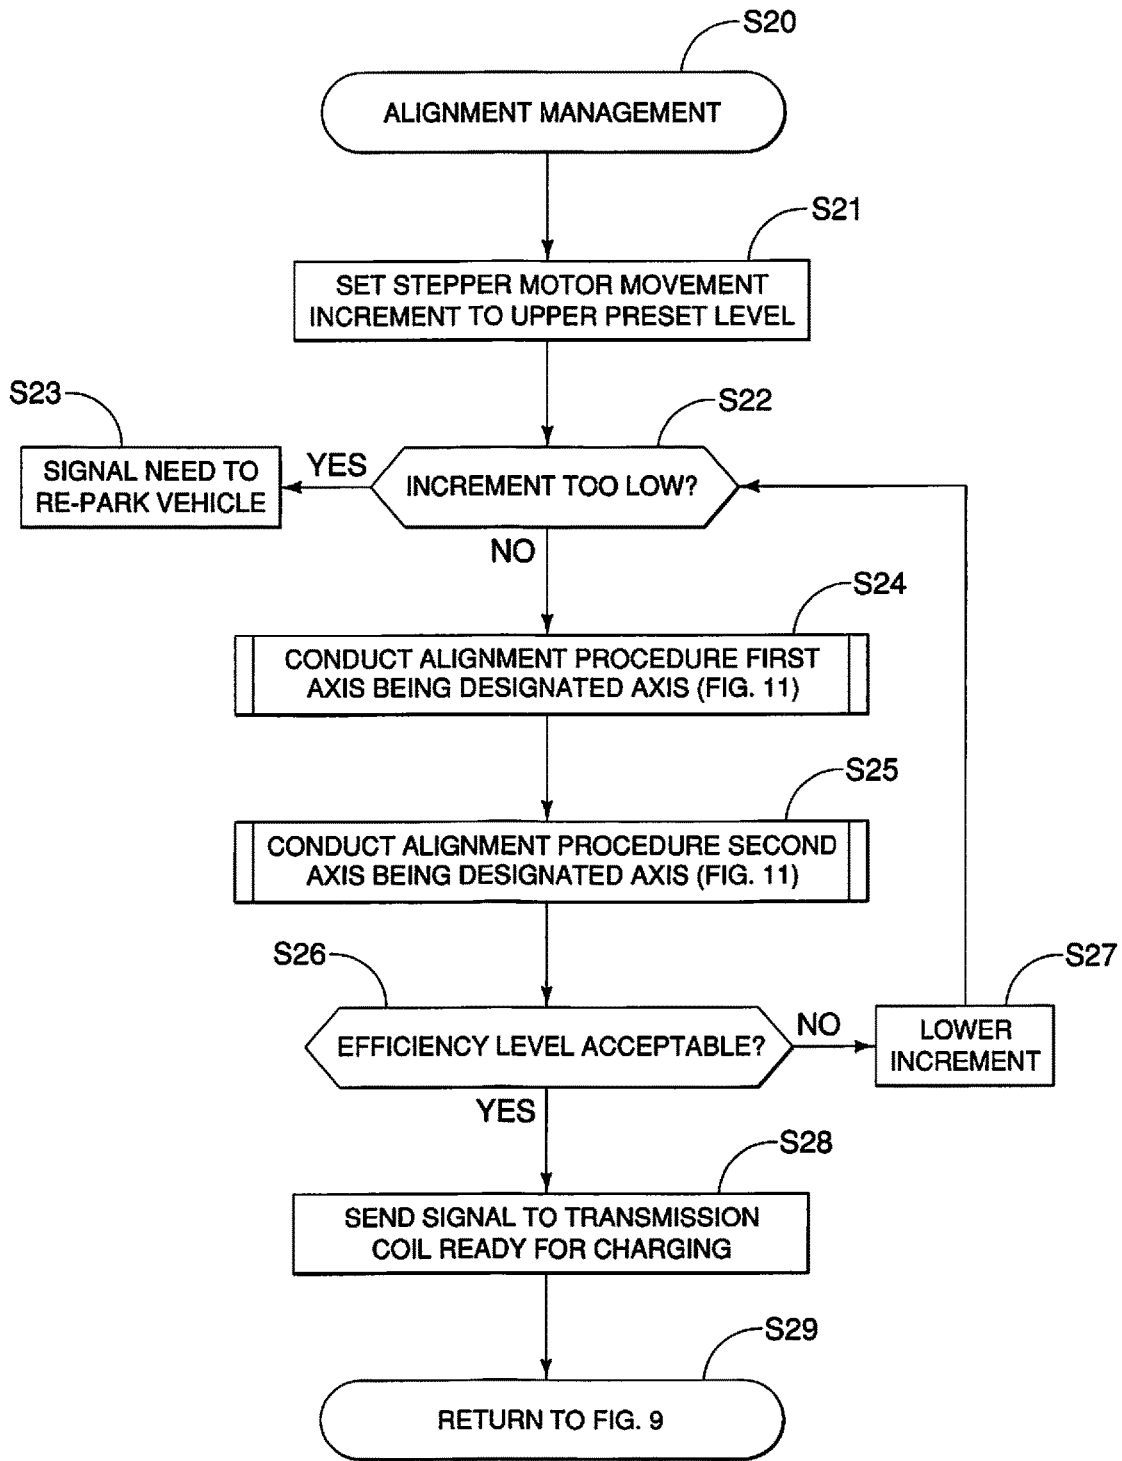 S20
ALIGNMENT MANAGEMENT
S21
SET STEPPER MOTOR MOVEMENT
INCREMENT TO UPPER PRESET LEVEL
S23
S22
SIGNAL NEED TO
RE-PARK VEHICLE
YES
INCREMENT TOO LOW?
NO
S24
CONDUCT ALIGNMENT PROCEDURE FIRST
AXIS BEING DESIGNATED AXIS (FIG. 11)
S25
CONDUCT ALIGNMENT PROCEDURE SECOND
AXIS BEING DESIGNATED AXIS (FIG. 11)
S26
S27
EFFICIENCY LEVEL ACCEPTABLE?
NO
LOWER
INCREMENT
YES
S28
SEND SIGNAL TO TRANSMISSION
COIL READY FOR CHARGING
S29
RETURN TO FIG. 9